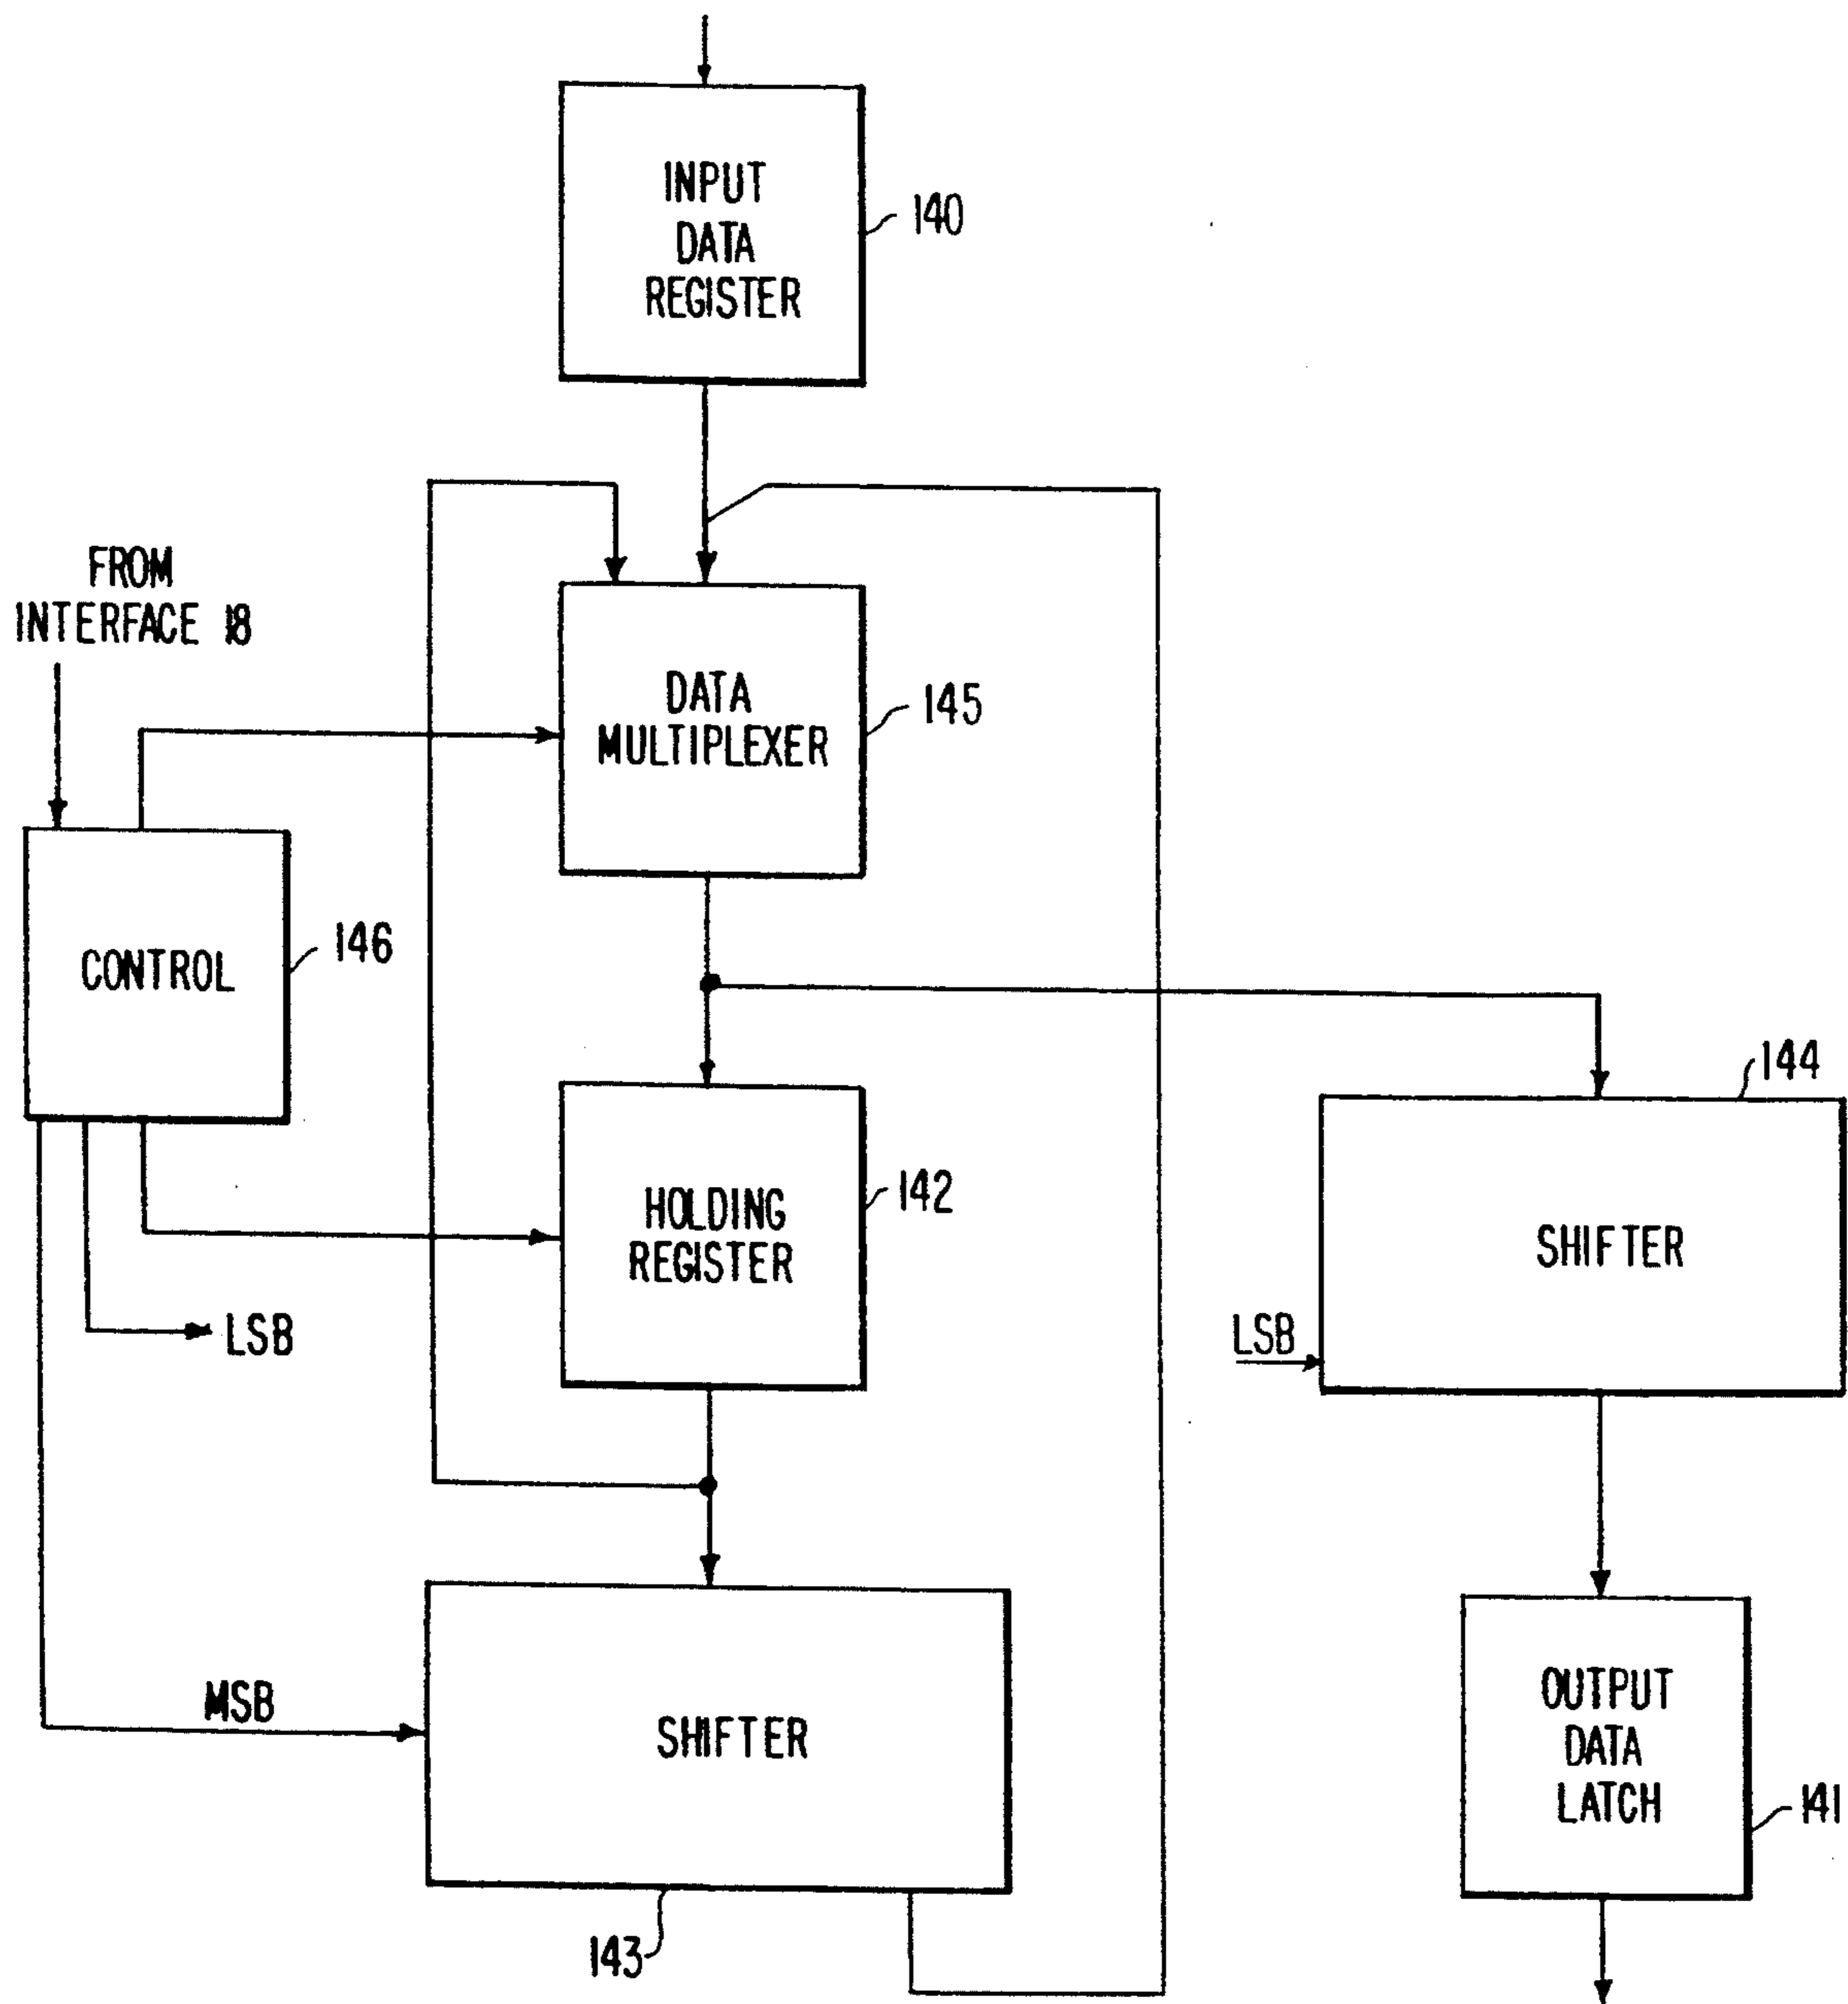 INPUT
DATA
REGISTER
140
FROM
INTERFACE 18
DATA
MULTIPLEXER
145
CONTROL
146
HOLDING
REGISTER
142
144
SHIFTER
LSB
LSB
MSB
SHIFTER
143
OUTPUT
DATA
LATCH
141